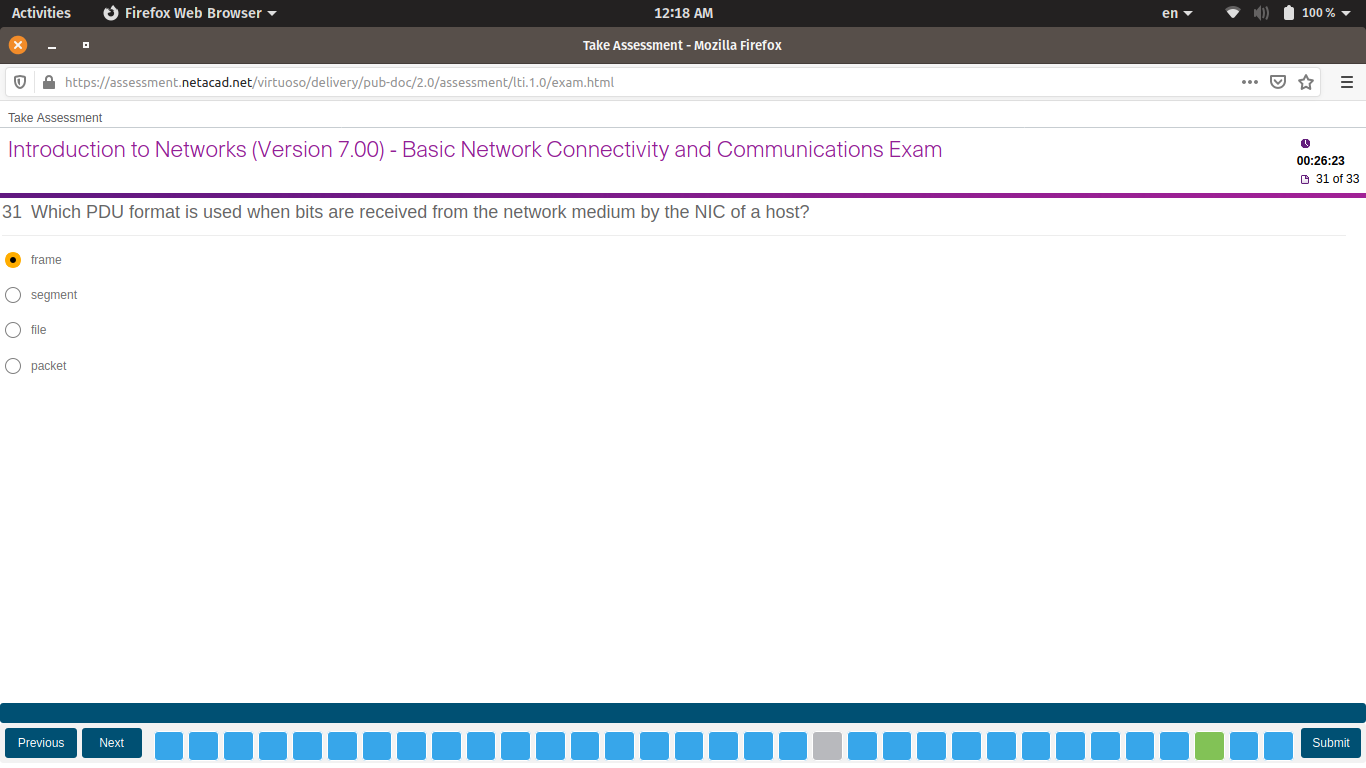 Activities Firefox Web Browser 12:18 AM en 100 %
Take Assessment - Mozilla Firefox
https://assessment.netacad.net/virtuoso/delivery/pub-doc/2.0/assessment/lti.1.0/exam.html
Take Assessment
Introduction to Networks (Version 7.00) - Basic Network Connectivity and Communications Exam
00:26:23
31 of 33
31 Which PDU format is used when bits are received from the network medium by the NIC of a host?
frame
segment
file
packet
Previous Next Submit